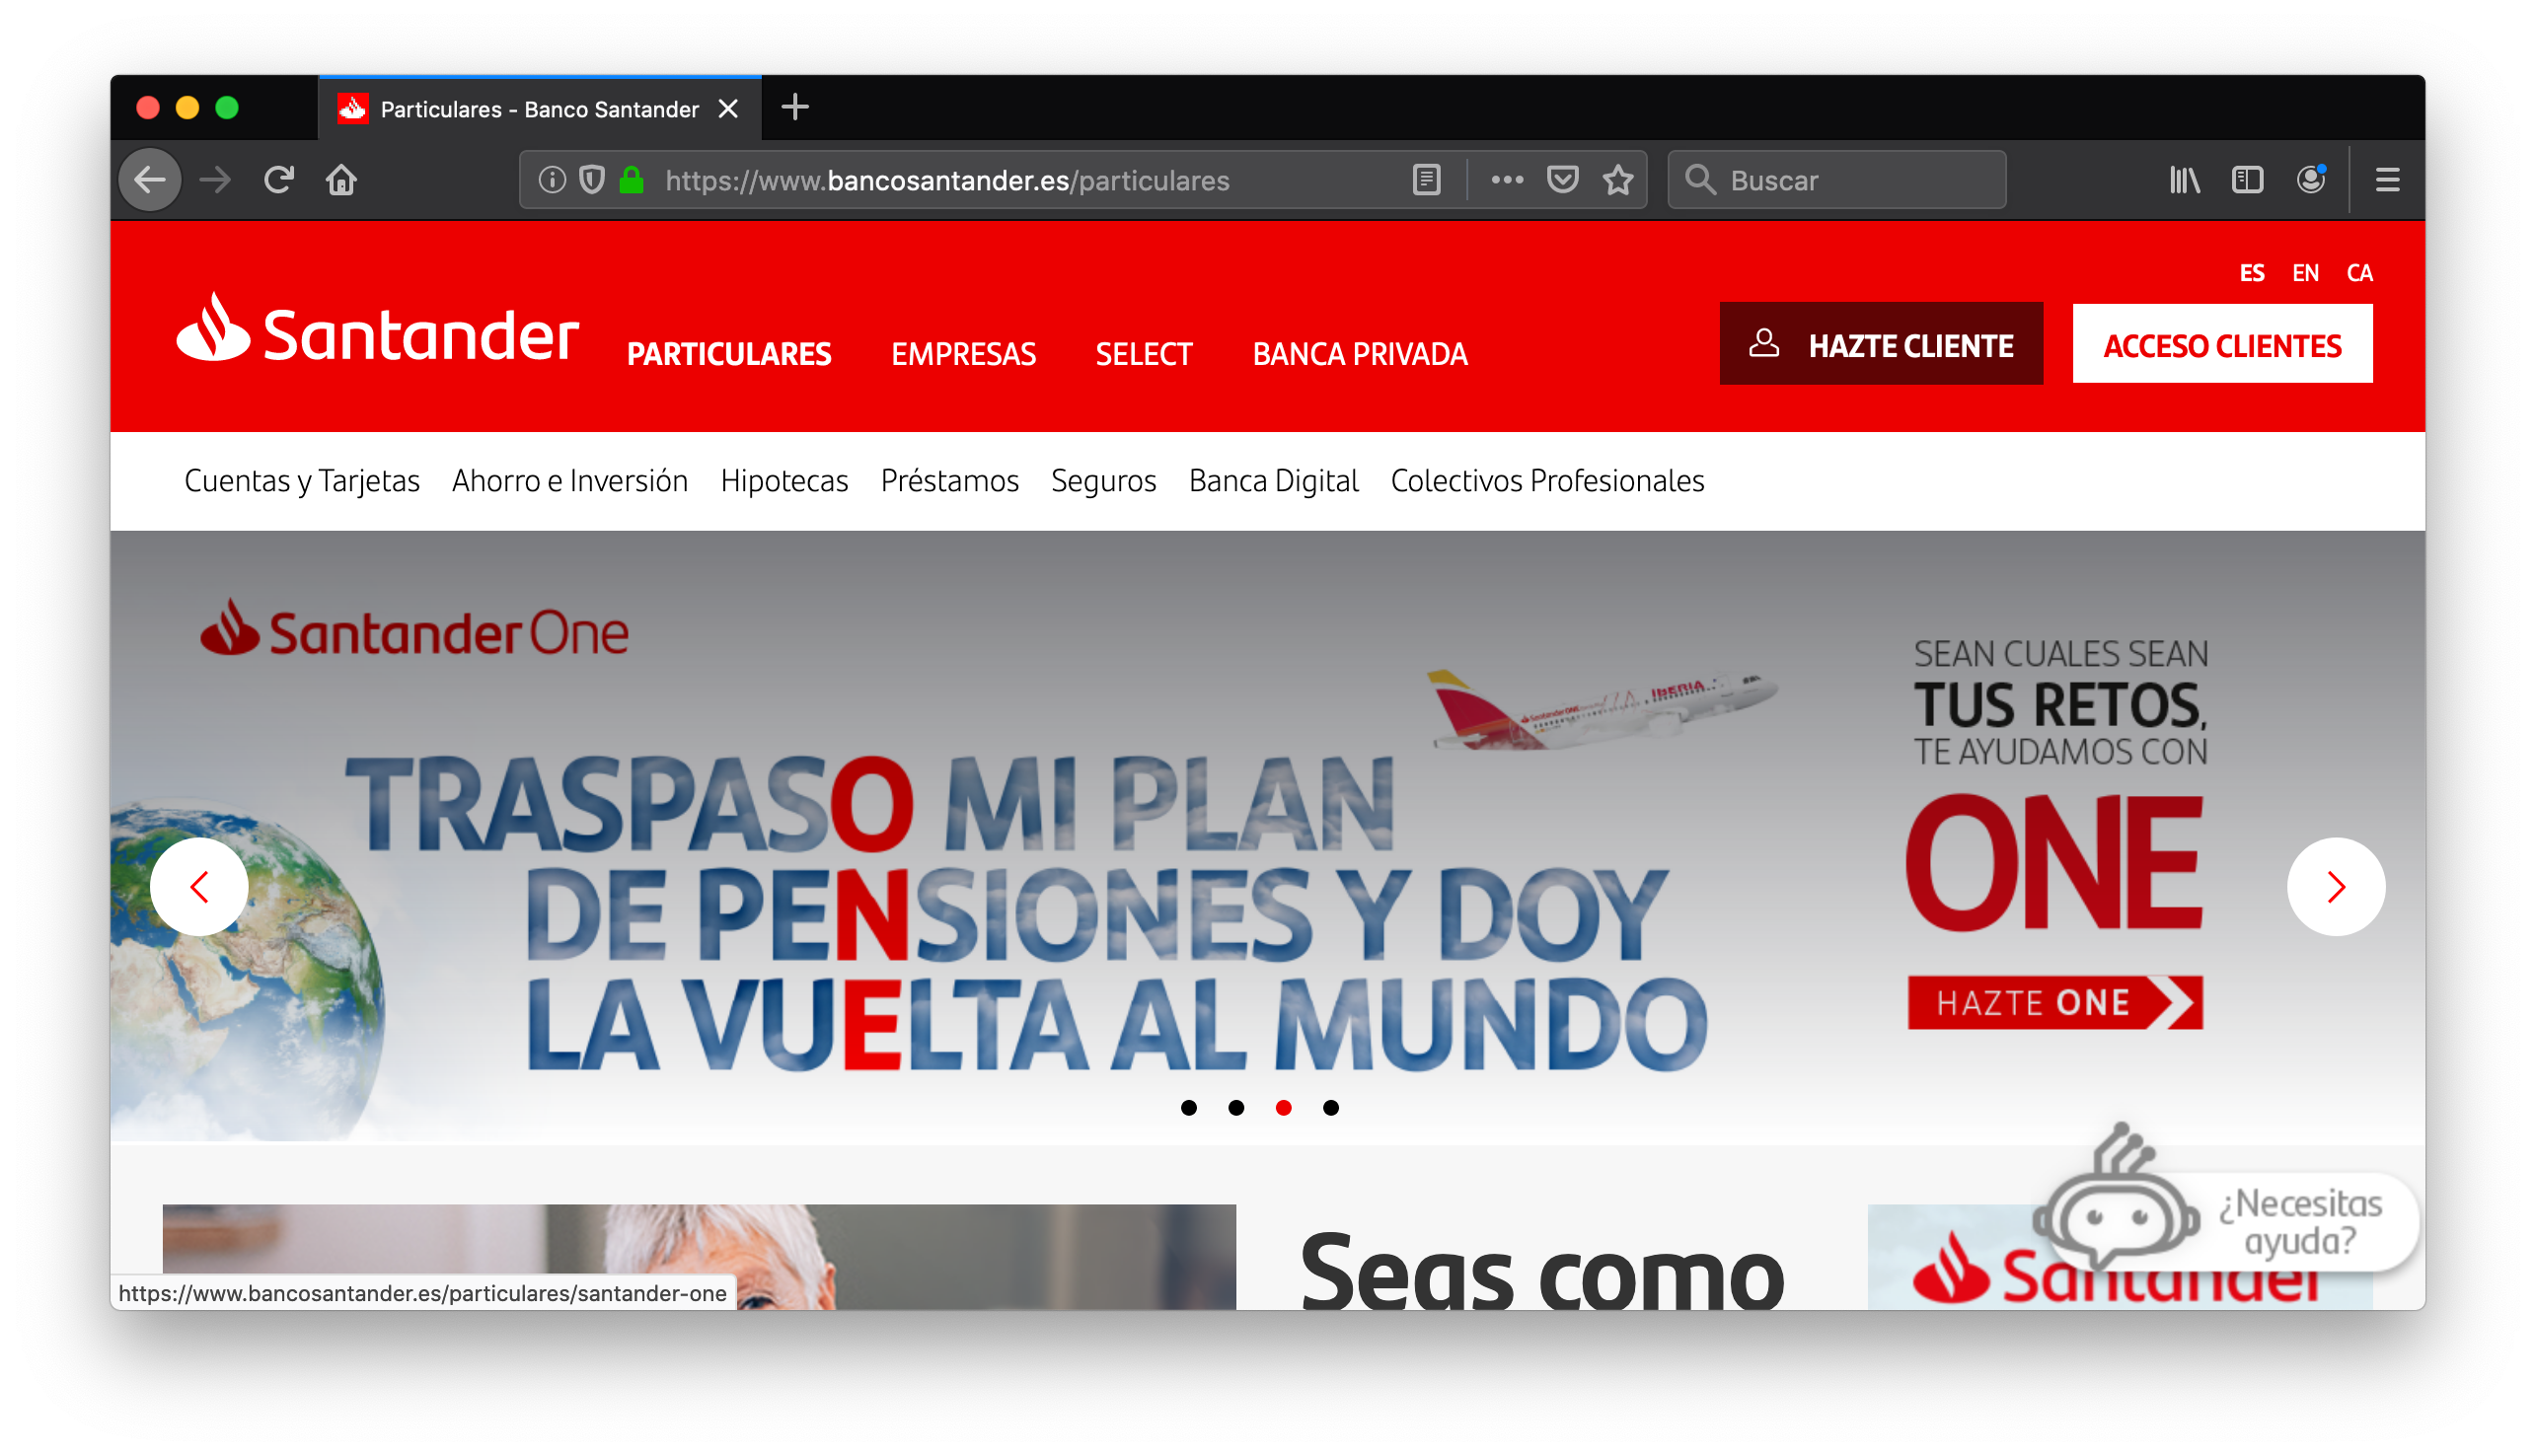 Particulares - Banco Santander
https://www.bancosantander.es/particulares
Buscar
ES EN CA
Santander
PARTICULARES EMPRESAS SELECT BANCA PRIVADA
HAZTE CLIENTE
ACCESO CLIENTES
Cuentas y Tarjetas Ahorro e Inversión Hipotecas Préstamos Seguros Banca Digital Colectivos Profesionales
Santander One
IBERIA
Santander ONE
TRASPASO MI PLAN
DE PENSIONES Y DOY
LA VUELTA AL MUNDO
SEAN CUALES SEAN
TUS RETOS,
TE AYUDAMOS CON
ONE
HAZTE ONE
¿Necesitas
ayuda?
Seas como
Santander
https://www.bancosantander.es/particulares/santander-one